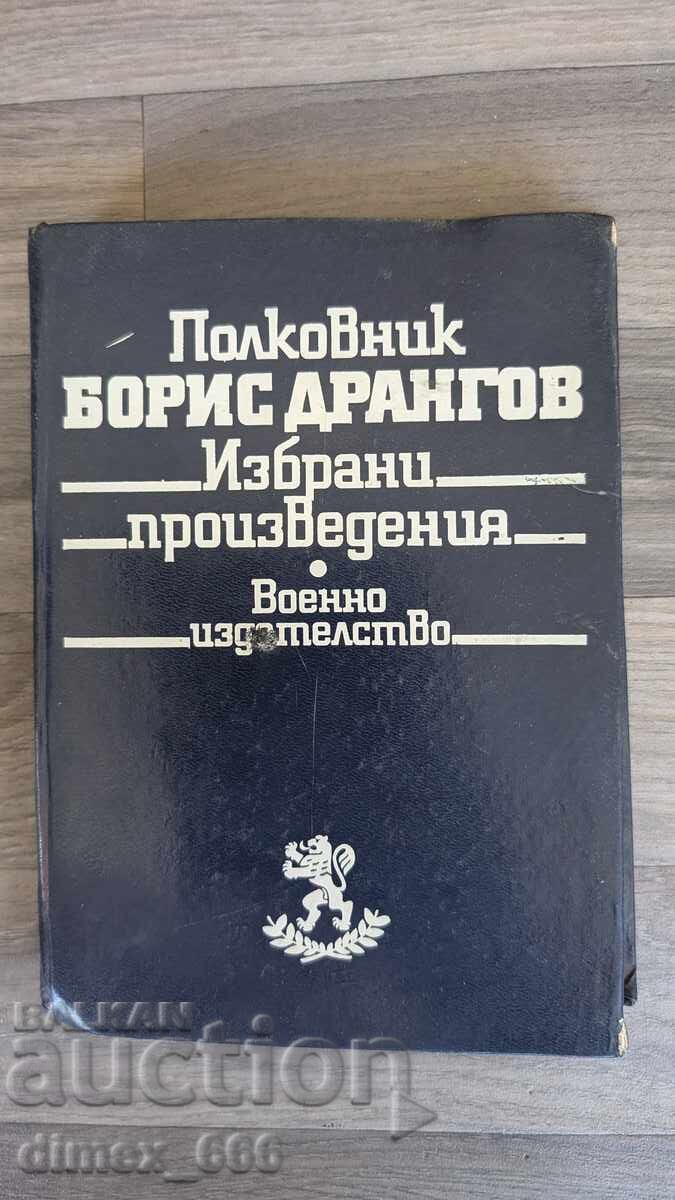 Полковник
БОРИС ДРАНГОВ
Избрани
произведения
•
Военно
издателство
BALKAN
auction
dimex_666